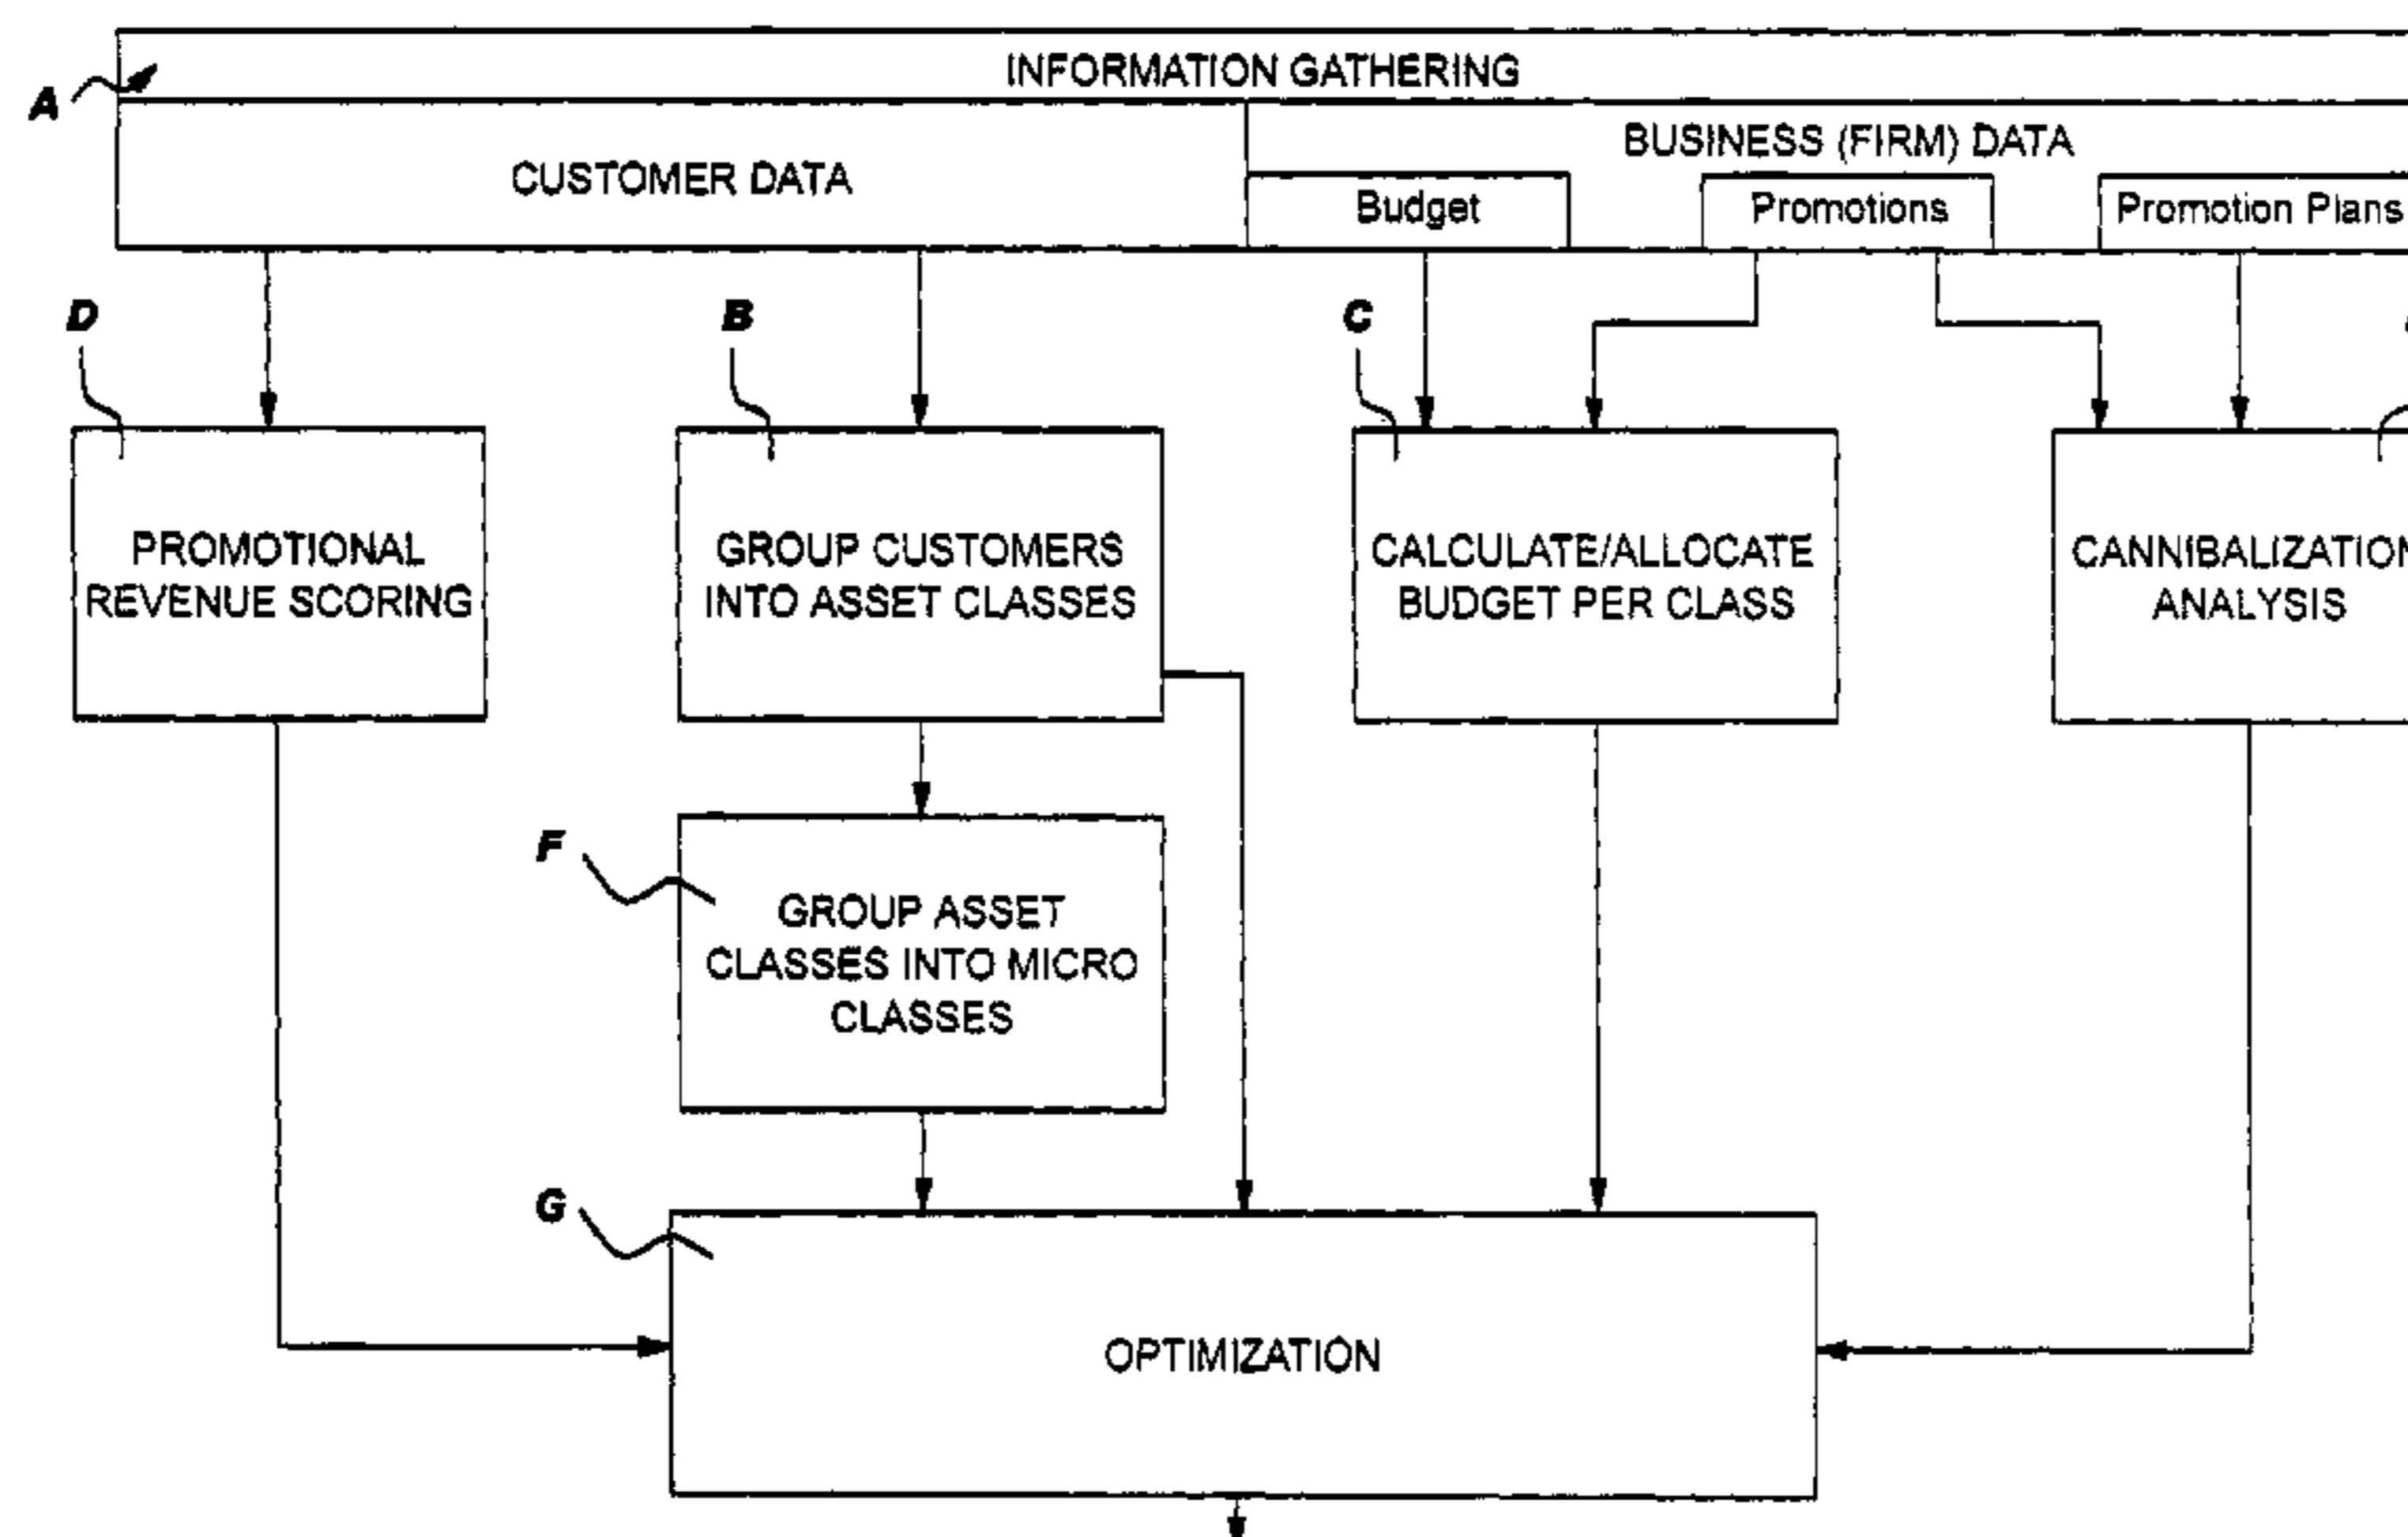 INFORMATION GATHERING
A
CUSTOMER DATA
BUSINESS (FIRM) DATA
Budget
Promotions
Promotion Plans
D
B
C
PROMOTIONAL
REVENUE SCORING
GROUP CUSTOMERS
INTO ASSET CLASSES
CALCULATE/ALLOCATE
BUDGET PER CLASS
CANNIBALIZATION
ANALYSIS
F
GROUP ASSET
CLASSES INTO MICRO
CLASSES
G
OPTIMIZATION